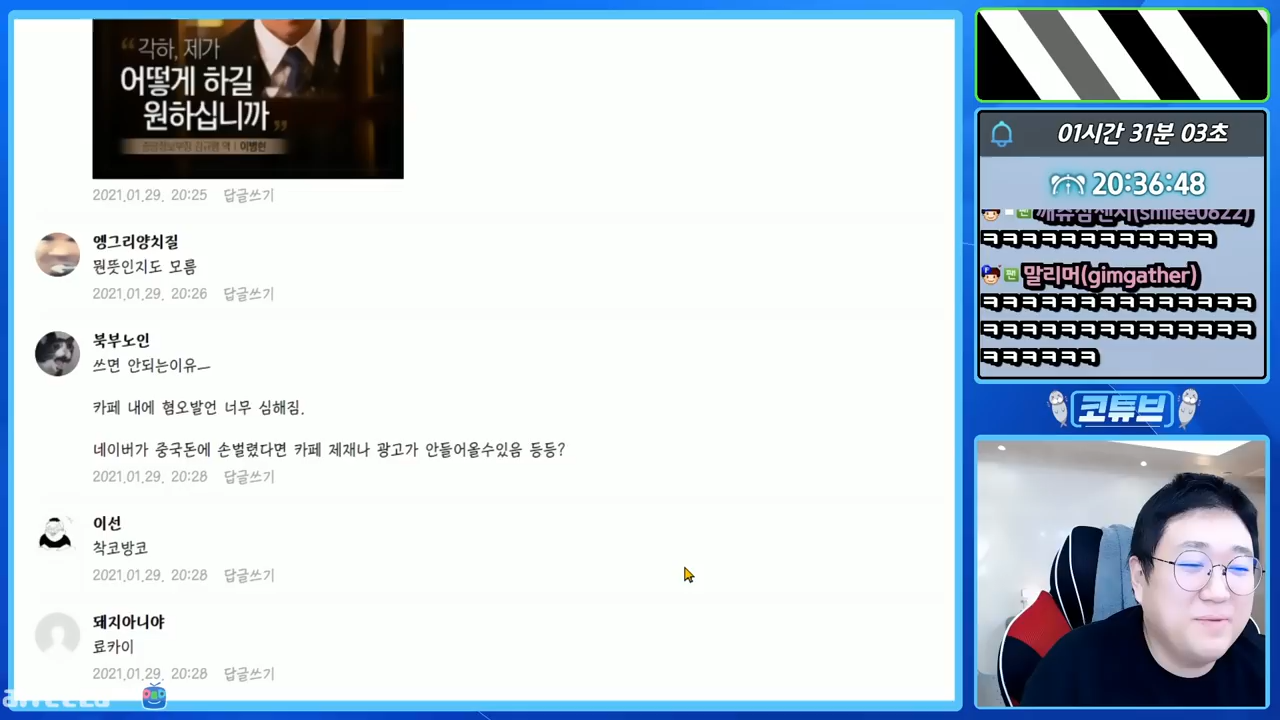 “각하, 제가
어떻게 하길
원하십니까”
이병헌
2021.01.29. 20:25 답글쓰기
앵그리양치질
뭔뜻인지도 모름
2021.01.29. 20:26 답글쓰기
북부노인
쓰면 안되는이유ㅡ
카페 내에 혐오발언 너무 심해짐.
네이버가 중국돈에 손벌렸다면 카페 제재나 광고가 안들어올수있음 등등?
2021.01.29. 20:28 답글쓰기
이선
착코방코
2021.01.29. 20:28 답글쓰기
돼지아니야
료카이
2021.01.29. 20:28 답글쓰기
01시간 31분 03초
20:36:48
ㅋㅋㅋㅋㅋㅋㅋㅋㅋㅋㅋㅋ
팬 말리머(gimgather)
ㅋㅋㅋㅋㅋㅋㅋㅋㅋㅋㅋㅋㅋㅋ
ㅋㅋㅋㅋㅋㅋㅋㅋㅋㅋㅋㅋㅋㅋ
ㅋㅋㅋㅋㅋㅋ
코튜브